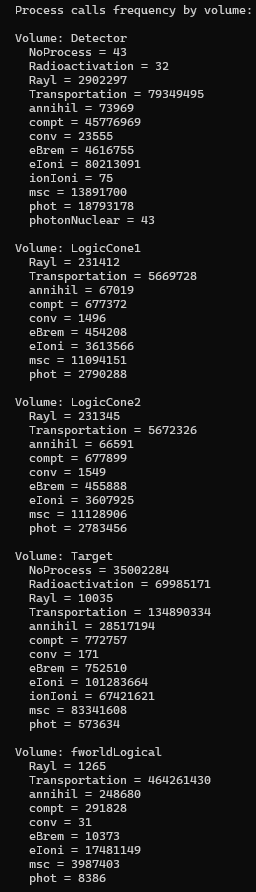 Process calls frequency by volume:
Volume: Detector
NoProcess = 43
Radioactivation = 32
Rayl = 2902297
Transportation = 79349495
annihil = 73969
compt = 45776969
conv = 23555
eBrem = 4616755
eIoni = 80213091
ionIoni = 75
msc = 13891700
phot = 18793178
photonNuclear = 43
Volume: LogicCone1
Rayl = 231412
Transportation = 5669728
annihil = 67019
compt = 677372
conv = 1496
eBrem = 454208
eIoni = 3613566
msc = 11094151
phot = 2790288
Volume: LogicCone2
Rayl = 231345
Transportation = 5672326
annihil = 66591
compt = 677899
conv = 1549
eBrem = 455888
eIoni = 3607925
msc = 11128906
phot = 2783456
Volume: Target
NoProcess = 35002284
Radioactivation = 69985171
Rayl = 10035
Transportation = 134890334
annihil = 28517194
compt = 772757
conv = 171
eBrem = 752510
eIoni = 101283664
ionIoni = 67421621
msc = 83341608
phot = 573634
Volume: fworldLogical
Rayl = 1265
Transportation = 464261430
annihil = 248680
compt = 291828
conv = 31
eBrem = 10373
eIoni = 17481149
msc = 3987403
phot = 8386